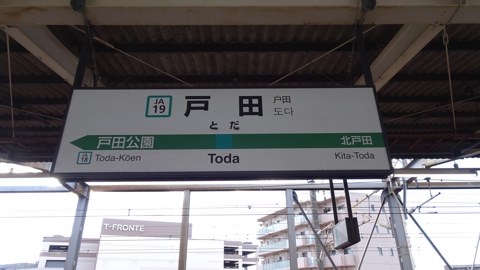 JA
19
戸田
户田
도다
とだ
戸田公園
北戸田
JA
18
Toda-Kōen
Toda
Kita-Toda
T-FRONTE